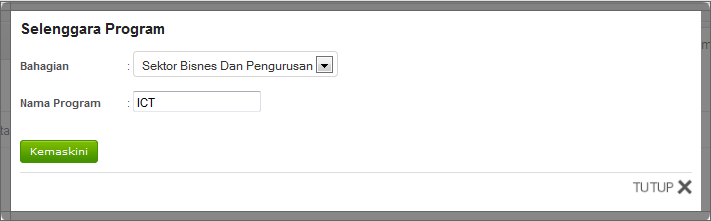 Selenggara Program
Bahagian : Sektor Bisnes Dan Pengurusan
Nama Program : ICT
Kemaskini
TUTUP